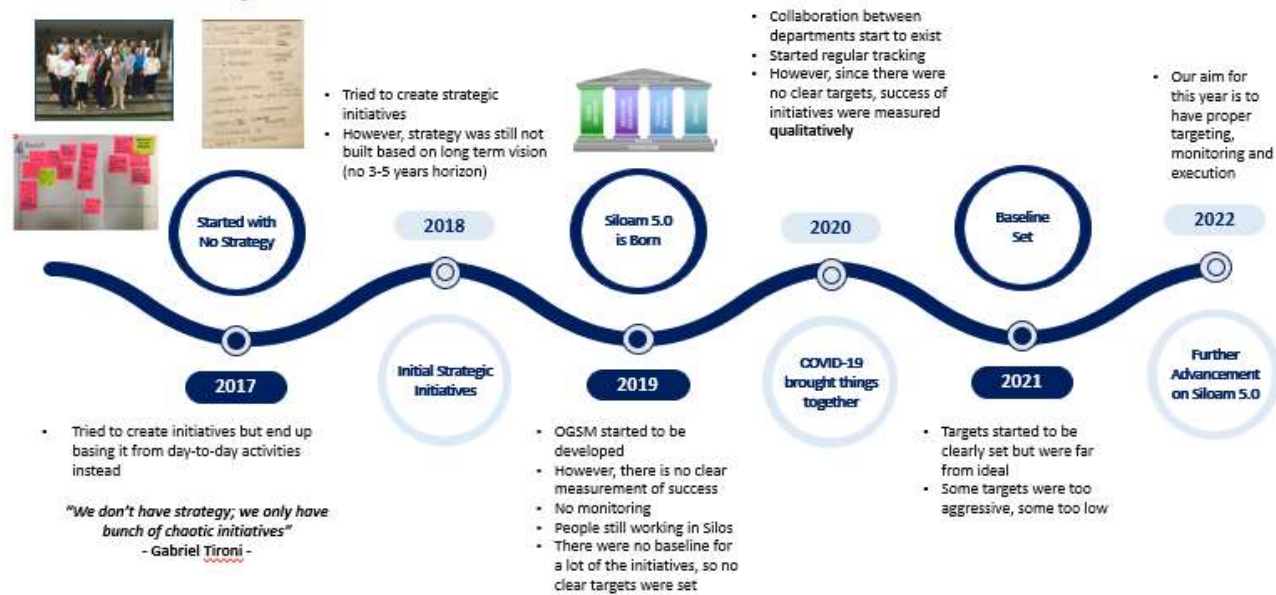 • Tried to create strategic
initiatives
• However, strategy was still not
built based on long term vision
(no 3-5 years horizon)
• Collaboration between
departments start to exist
• Started regular tracking
• However, since there were
no clear targets, success of
initiatives were measured
qualitatively
• Our aim for
this year is to
have proper
targeting,
monitoring and
execution
Started with
No Strategy
2018
Siloam 5.0
is Born
2020
Baseline
Set
2022
2017
Initial Strategic
Initiatives
2019
COVID-19
brought things
together
2021
Further
Advancement
on Siloam 5.0
• Tried to create initiatives but end up
basing it from day-to-day activities
instead
"We don't have strategy; we only have
bunch of chaotic initiatives"
- Gabriel Tironi -
• OGSM started to be
developed
• However, there is no clear
measurement of success
• No monitoring
• People still working in Silos
• There were no baseline for
a lot of the initiatives, so no
clear targets were set
• Targets started to be
clearly set but were far
from ideal
• Some targets were too
aggressive, some too low